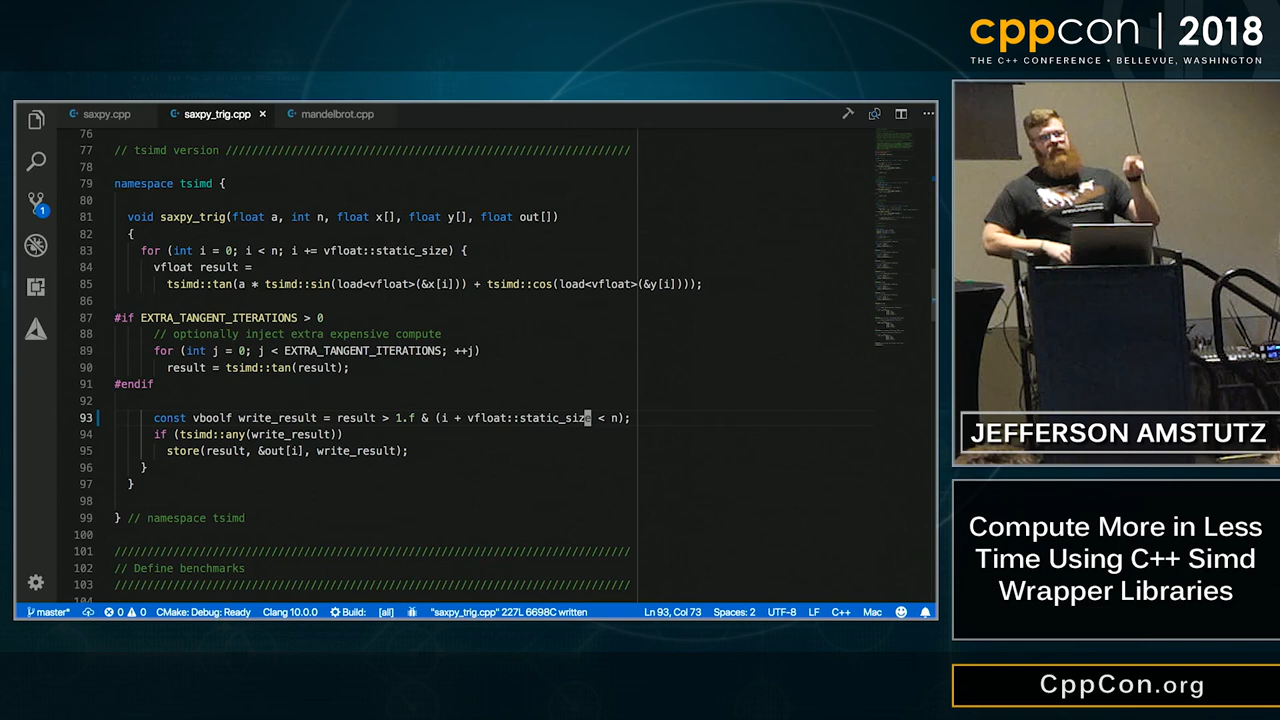 cppcon | 2018
THE C++ CONFERENCE • BELLEVUE, WASHINGTON
saxpy.cpp
saxpy_trig.cpp
mandelbrot.cpp
76
77 // tsimd version //////////////////////////////////////////////////////////////
78
79 namespace tsimd {
80
81 void saxpy_trig(float a, int n, float x[], float y[], float out[])
82 {
83 for (int i = 0; i < n; i += vfloat::static_size) {
84 vfloat result =
85 tsimd::tan(a * tsimd::sin(load<vfloat>(&x[i])) + tsimd::cos(load<vfloat>(&y[i])));
86
87 #if EXTRA_TANGENT_ITERATIONS > 0
88 // optionally inject extra expensive compute
89 for (int j = 0; j < EXTRA_TANGENT_ITERATIONS; ++j)
90 result = tsimd::tan(result);
91 #endif
92
93 const vboolf write_result = result > 1.f & (i + vfloat::static_size < n);
94 if (tsimd::any(write_result))
95 store(result, &out[i], write_result);
96 }
97 }
98
99 } // namespace tsimd
100
101 ///////////////////////////////////////////////////////////////////////////////
102 // Define benchmarks
103 ///////////////////////////////////////////////////////////////////////////////
1
master* 0 0 CMake: Debug: Ready Clang 10.0.0 Build: [all] "saxpy_trig.cpp" 227L 6698C written Ln 93, Col 73 Spaces: 2 UTF-8 LF C++ Mac
JEFFERSON AMSTUTZ
Compute More in Less
Time Using C++ Simd
Wrapper Libraries
CppCon.org